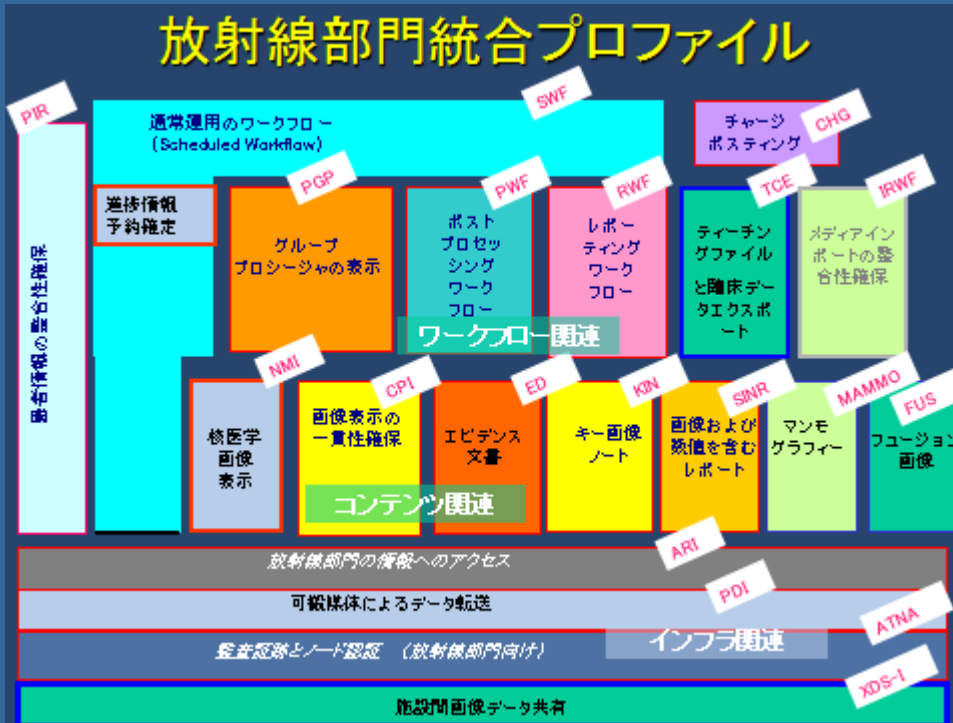 放射線部門統合プロファイル
PIR
SWF
CHG
通常運用のワークフロー
(Scheduled Workflow)
チャージ
ポスティング
患者情報の整合性確保
PGP
PWF
RWF
TCE
IRWF
進捗情報
予約確定
グループ
プロシージャの表示
ポスト
プロセッ
シング
ワーク
フロー
レポー
ティング
ワーク
フロー
ティーチン
グファイル
と臨床デー
タエクスポ
ート
メディアイン
ポートの整
合性確保
ワークフロー関連
NMI
CPI
ED
KIN
SINR
MAMMO
FUS
核医学
画像
表示
画像表示の
一貫性確保
エビデンス
文書
キー画像
ノート
画像および
数値を含む
レポート
マンモ
グラフィー
フュージョン
画像
コンテンツ関連
ARI
放射線部門の情報へのアクセス
PDI
可搬媒体によるデータ転送
ATNA
監査証跡とノード認証 (放射線部門向け)
インフラ関連
XDS-I
施設間画像データ共有